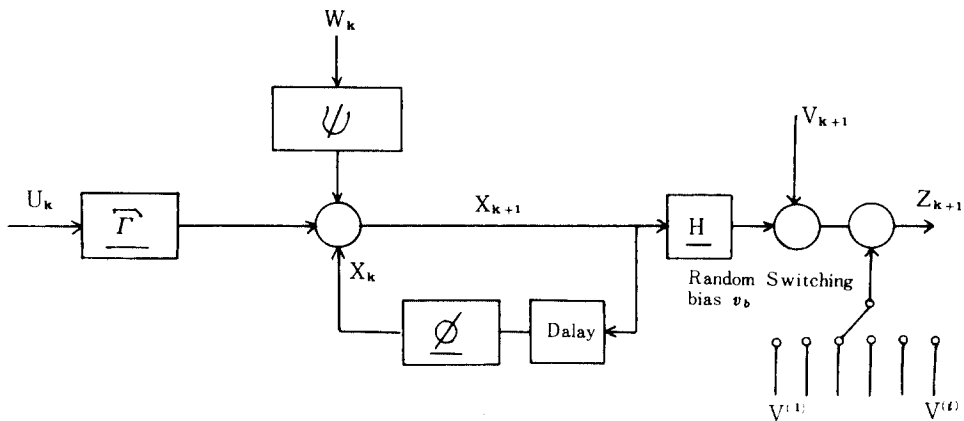 W_k
ψ
V_{k+1}
U_k
Γ
X_{k+1}
H
Z_{k+1}
X_k
Random Switching
bias v_b
Φ
Dalay
V^{(1)}
V^{(ℓ)}